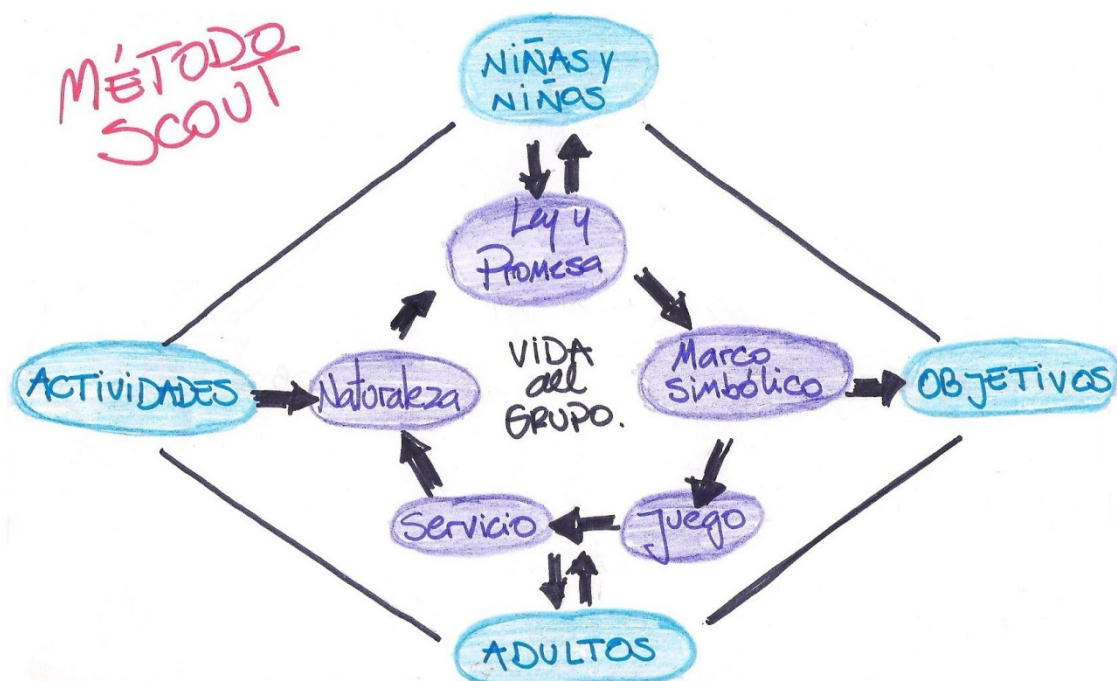 MÉTODO
SCOUT
NIÑAS y
NIÑOS
Ley y
Promesa
ViDA
del
GRUPO.
Marco
Simbólico
ACTIVIDADES
Naturaleza
OBJETIVOS
Servicio
Juego
ADULTOS